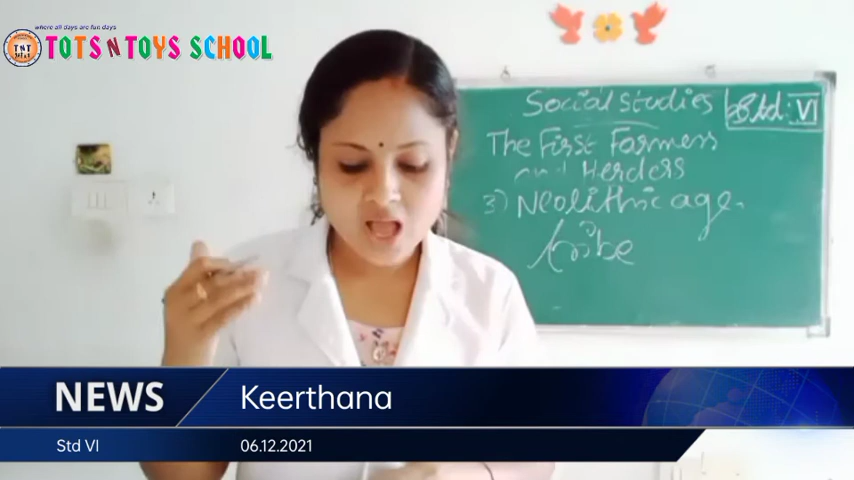 where all days are fun days
TOTS N TOYS SCHOOL
TNT
Social studies
Std: VI
The First Farmers
and Herders
3) Neolithic age.
tribe
NEWS
Keerthana
Std VI
06.12.2021